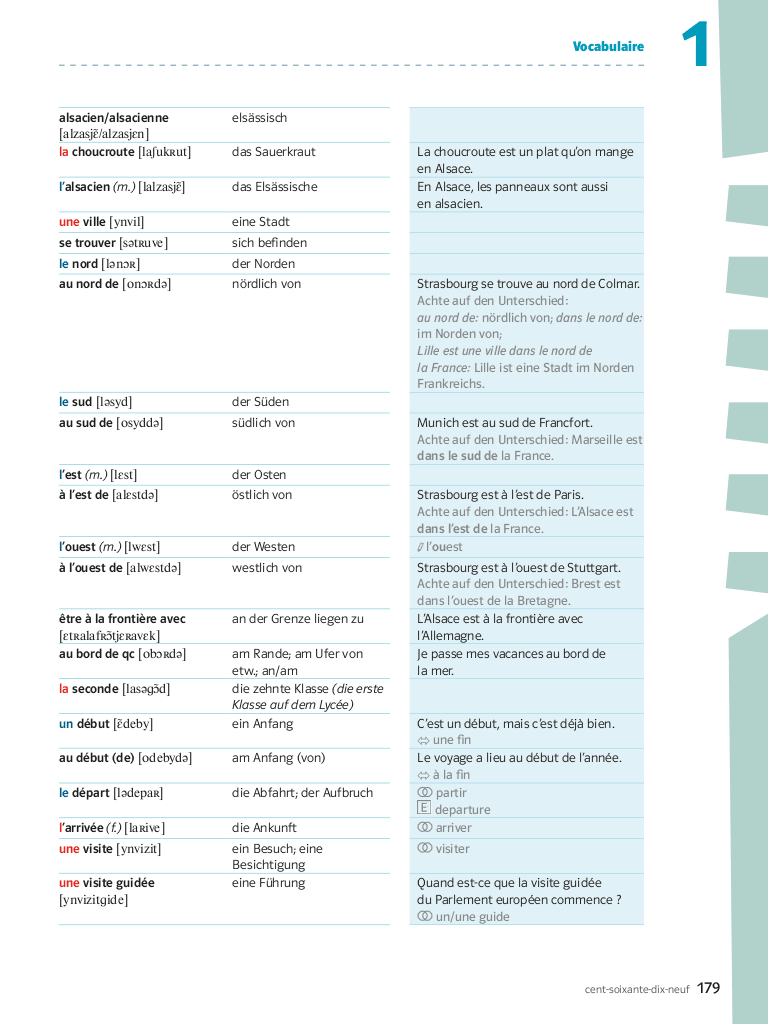 Vocabulaire 1
alsacien/alsacienne elsässisch
[alzasjɛ̃/alzasjɛn]
la choucroute [laʃukʀut] das Sauerkraut La choucroute est un plat qu’on mange
en Alsace.
l’alsacien (m.) [lalzasjɛ̃] das Elsässische En Alsace, les panneaux sont aussi
en alsacien.
une ville [ynvil] eine Stadt
se trouver [sətʀuve] sich befinden
le nord [lənɔʀ] der Norden
au nord de [onɔʀdə] nördlich von Strasbourg se trouve au nord de Colmar.
Achte auf den Unterschied:
au nord de: nördlich von; dans le nord de:
im Norden von;
Lille est une ville dans le nord de
la France: Lille ist eine Stadt im Norden
Frankreichs.
le sud [ləsyd] der Süden
au sud de [osyddə] südlich von Munich est au sud de Francfort.
Achte auf den Unterschied: Marseille est
dans le sud de la France.
l’est (m.) [lɛst] der Osten
à l’est de [alɛstdə] östlich von Strasbourg est à l’est de Paris.
Achte auf den Unterschied: L’Alsace est
dans l’est de la France.
l’ouest (m.) [lwɛst] der Westen l’ouest
à l’ouest de [alwɛstdə] westlich von Strasbourg est à l’ouest de Stuttgart.
Achte auf den Unterschied: Brest est
dans l’ouest de la Bretagne.
être à la frontière avec an der Grenze liegen zu L’Alsace est à la frontière avec
[ɛtʀalafʀɔ̃tjɛʀavɛk] l’Allemagne.
au bord de qc [obɔʀdə] am Rande; am Ufer von Je passe mes vacances au bord de
etw.; an/am la mer.
la seconde [lasəgɔ̃d] die zehnte Klasse (die erste
Klasse auf dem Lycée)
un début [ɛ̃deby] ein Anfang C’est un début, mais c’est déjà bien.
⇔ une fin
au début (de) [odebydə] am Anfang (von) Le voyage a lieu au début de l’année.
⇔ à la fin
le départ [lədepaʀ] die Abfahrt; der Aufbruch partir
E departure
l’arrivée (f.) [laʀive] die Ankunft arriver
une visite [ynvizit] ein Besuch; eine visiter
Besichtigung
une visite guidée eine Führung Quand est-ce que la visite guidée
[ynvizitgide] du Parlement européen commence ?
un/une guide
cent-soixante-dix-neuf 179